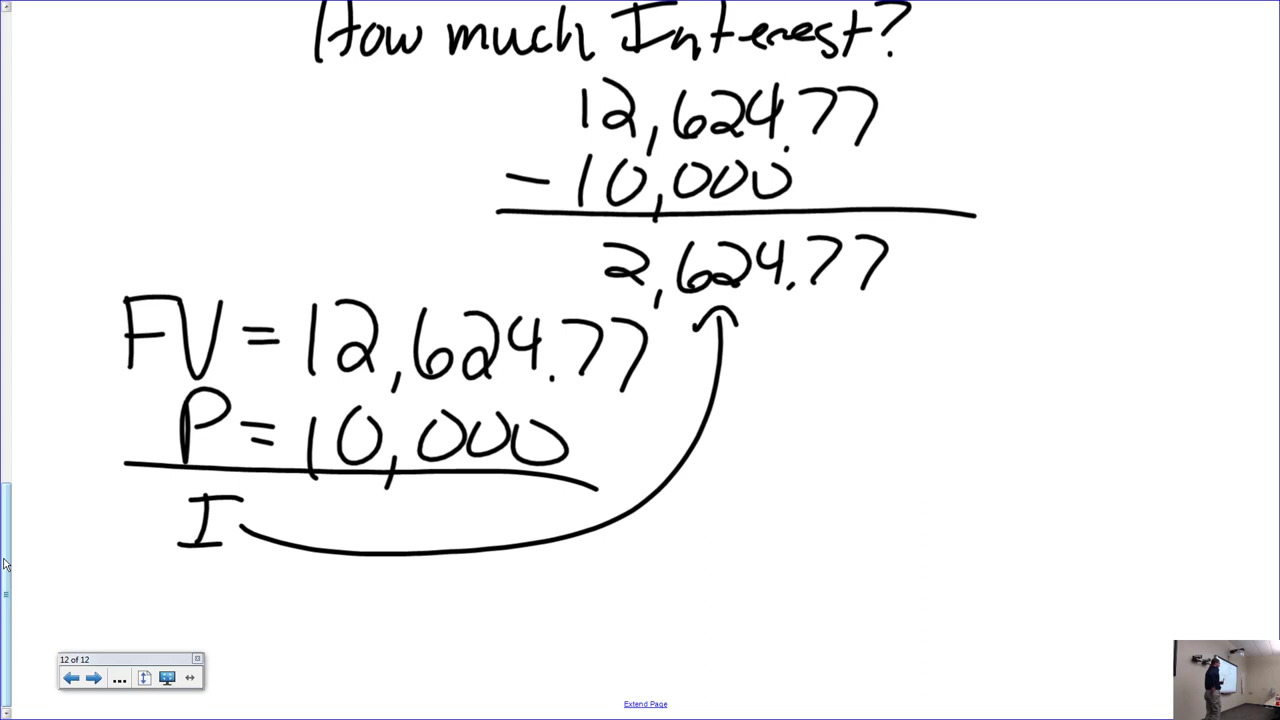 How much Interest?
12,624.77
- 10,000
2,624.77
FV = 12,624.77
P = 10,000
I
12 of 12
...
Extend Page